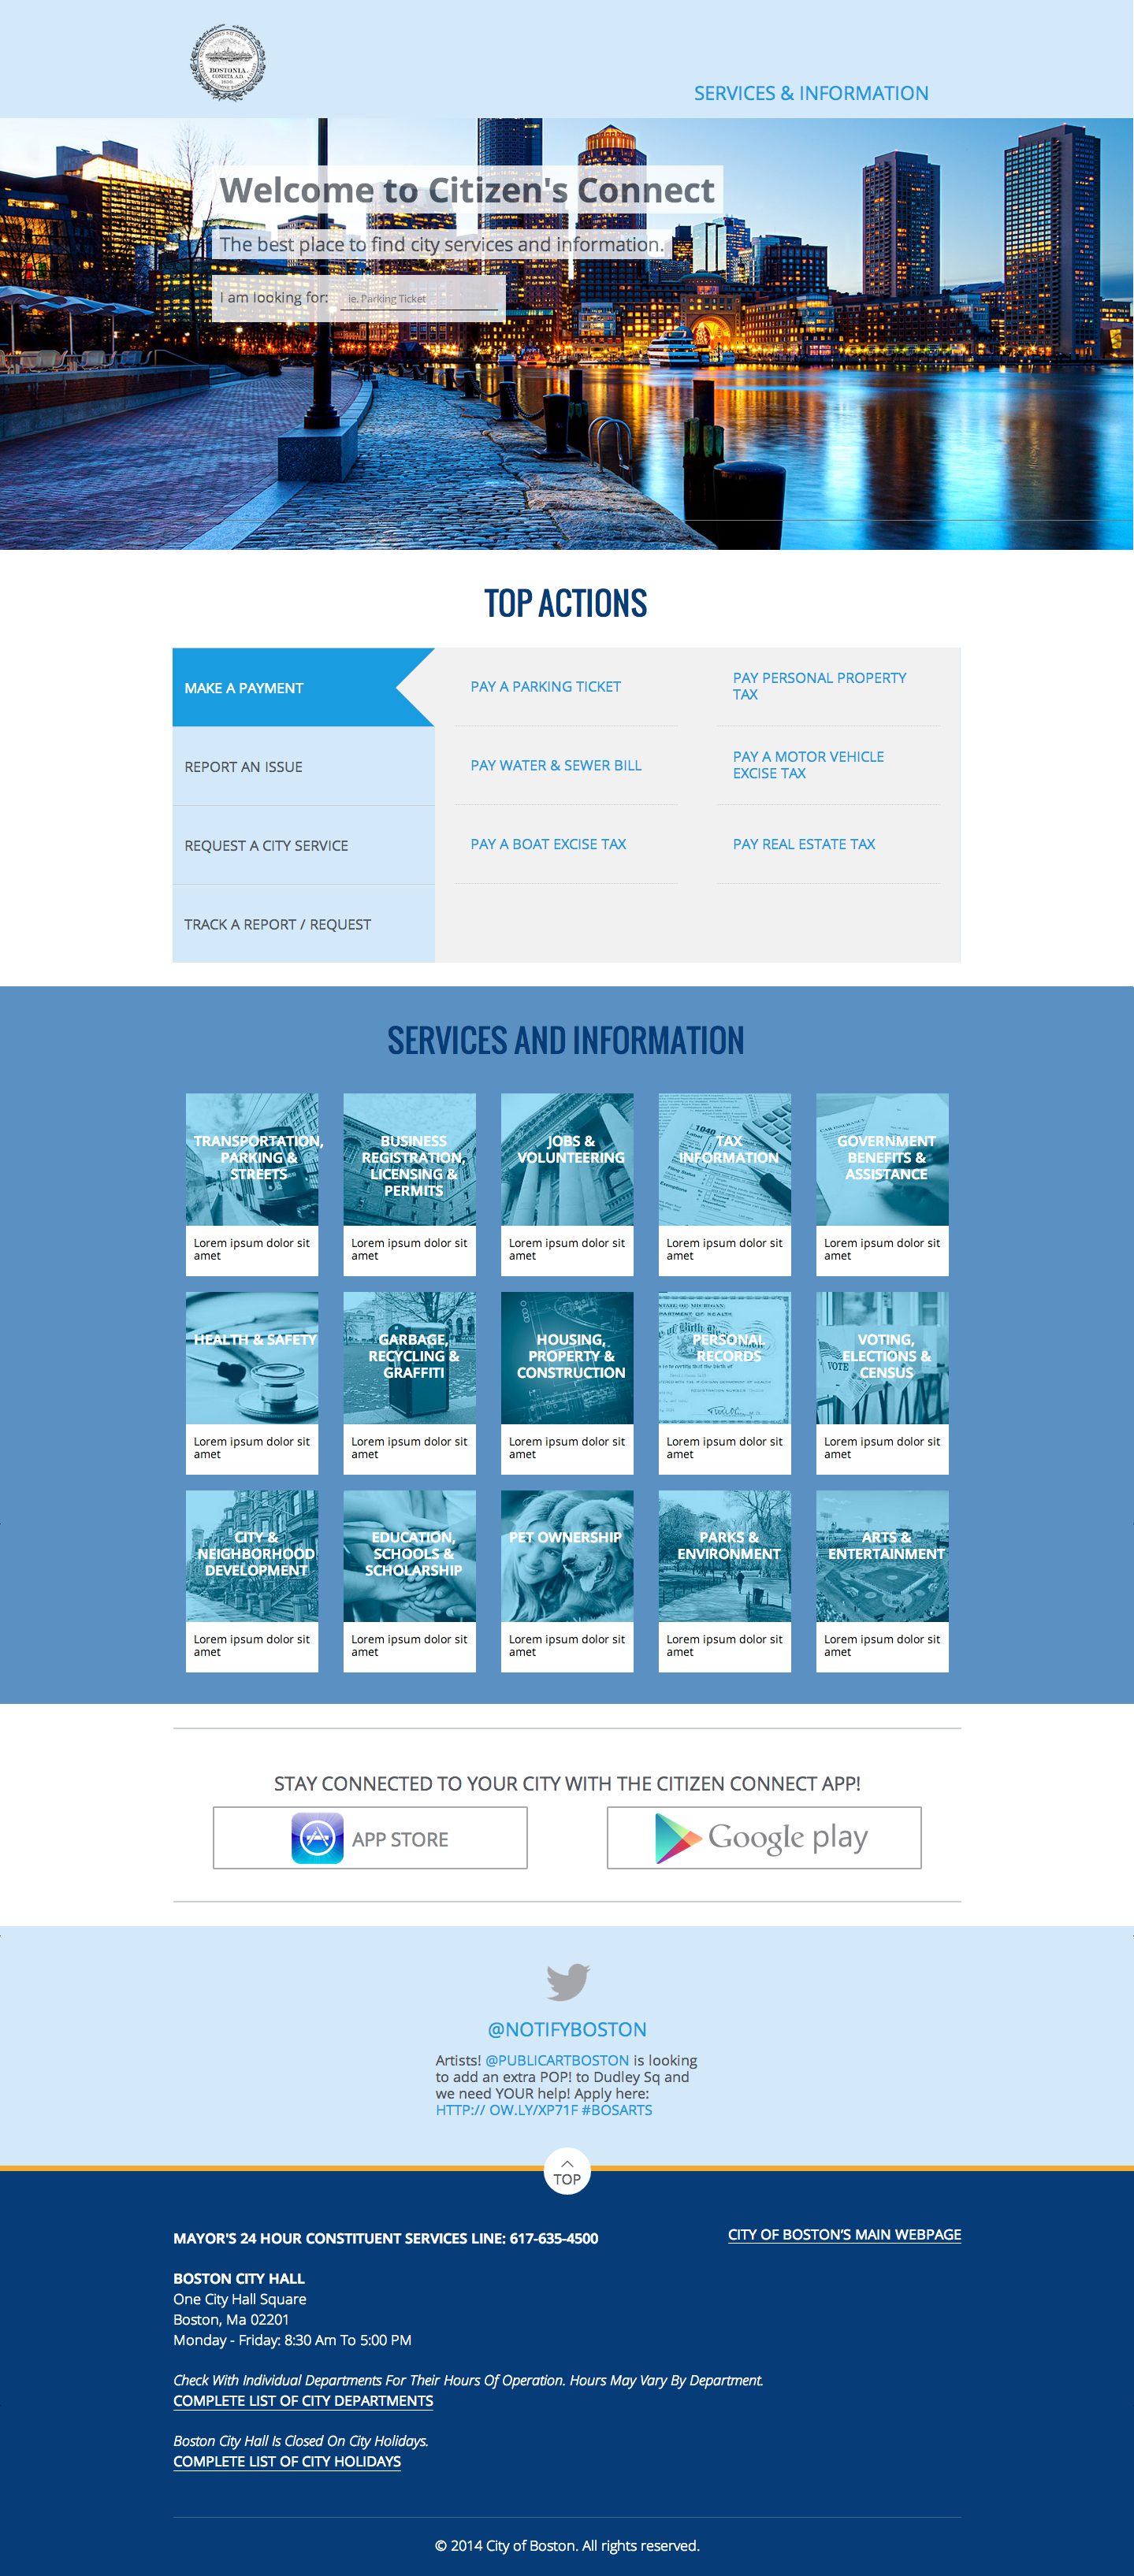 BOSTONIA.
CONDITA A.D.
SERVICES & INFORMATION
Welcome to Citizen's Connect
The best place to find city services and information.
I am looking for: ie. Parking Ticket
TOP ACTIONS
MAKE A PAYMENT
REPORT AN ISSUE
REQUEST A CITY SERVICE
TRACK A REPORT / REQUEST
PAY A PARKING TICKET
PAY PERSONAL PROPERTY
TAX
PAY WATER & SEWER BILL
PAY A MOTOR VEHICLE
EXCISE TAX
PAY A BOAT EXCISE TAX
PAY REAL ESTATE TAX
SERVICES AND INFORMATION
TRANSPORTATION,
PARKING &
STREETS
Lorem ipsum dolor sit
amet
BUSINESS
REGISTRATION,
LICENSING &
PERMITS
Lorem ipsum dolor sit
amet
JOBS &
VOLUNTEERING
Lorem ipsum dolor sit
amet
1040
TAX
INFORMATION
Lorem ipsum dolor sit
amet
CAR INSURANCE
GOVERNMENT
BENEFITS &
ASSISTANCE
Lorem ipsum dolor sit
amet
HEALTH & SAFETY
Lorem ipsum dolor sit
amet
GARBAGE,
RECYCLING &
GRAFFITI
Lorem ipsum dolor sit
amet
HOUSING,
PROPERTY &
CONSTRUCTION
Lorem ipsum dolor sit
amet
PERSONAL
RECORDS
Lorem ipsum dolor sit
amet
VOTING,
ELECTIONS &
CENSUS
VOTE
Lorem ipsum dolor sit
amet
CITY &
NEIGHBORHOOD
DEVELOPMENT
Lorem ipsum dolor sit
amet
EDUCATION,
SCHOOLS &
SCHOLARSHIP
Lorem ipsum dolor sit
amet
PET OWNERSHIP
Lorem ipsum dolor sit
amet
PARKS &
ENVIRONMENT
Lorem ipsum dolor sit
amet
ARTS &
ENTERTAINMENT
Lorem ipsum dolor sit
amet
STAY CONNECTED TO YOUR CITY WITH THE CITIZEN CONNECT APP!
APP STORE
Google play
@NOTIFYBOSTON
Artists! @PUBLICARTBOSTON is looking
to add an extra POP! to Dudley Sq and
we need YOUR help! Apply here:
HTTP:// OW.LY/XP71F #BOSARTS
TOP
MAYOR'S 24 HOUR CONSTITUENT SERVICES LINE: 617-635-4500
CITY OF BOSTON’S MAIN WEBPAGE
BOSTON CITY HALL
One City Hall Square
Boston, Ma 02201
Monday - Friday: 8:30 Am To 5:00 PM
Check With Individual Departments For Their Hours Of Operation. Hours May Vary By Department.
COMPLETE LIST OF CITY DEPARTMENTS
Boston City Hall Is Closed On City Holidays.
COMPLETE LIST OF CITY HOLIDAYS
© 2014 City of Boston. All rights reserved.